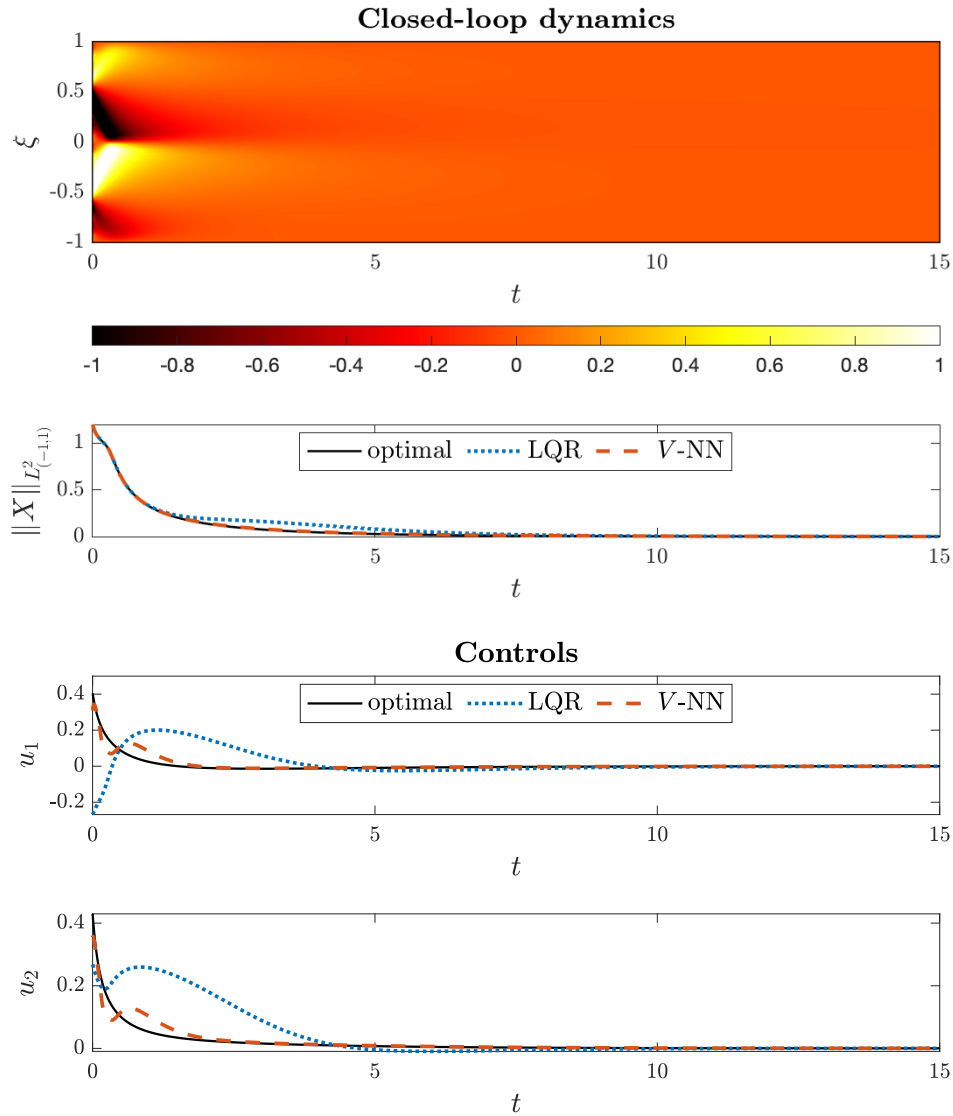 Closed-loop dynamics
1
0.5
0
-0.5
-1
ξ
0 5 10 15
t
-1 -0.8 -0.6 -0.4 -0.2 0 0.2 0.4 0.6 0.8 1
optimal LQR V-NN
1
0.5
0
||X||_{L^2_{(-1,1)}}
0 5 10 15
t
Controls
optimal LQR V-NN
0.4
0.2
0
-0.2
u_1
0 5 10 15
t
0.4
0.2
0
u_2
0 5 10 15
t